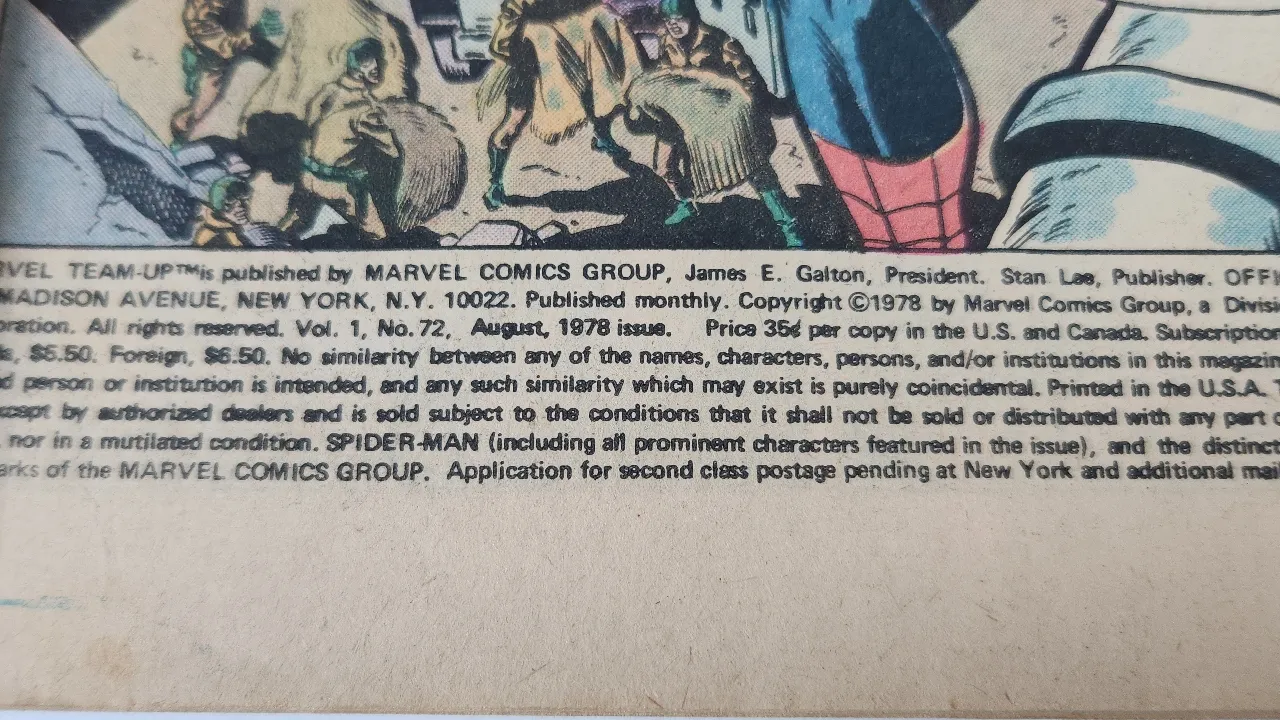 VEL TEAM-UP™is published by MARVEL COMICS GROUP, James E. Galton, President. Stan Lee, Publisher. OFFI
MADISON AVENUE, NEW YORK, N.Y. 10022. Published monthly. Copyright ©1978 by Marvel Comics Group, a Divisi
oration. All rights reserved. Vol. 1, No. 72, August, 1978 issue. Price 35¢ per copy in the U.S. and Canada. Subscription
$5.50. Foreign, $6.50. No similarity between any of the names, characters, persons, and/or institutions in this magazin
d person or institution is intended, and any such similarity which may exist is purely coincidental. Printed in the U.S.A. T
xcept by authorized dealers and is sold subject to the conditions that it shall not be sold or distributed with any part o
nor in a mutilated condition. SPIDER-MAN (including all prominent characters featured in the issue), and the distinct
arks of the MARVEL COMICS GROUP. Application for second class postage pending at New York and additional mai